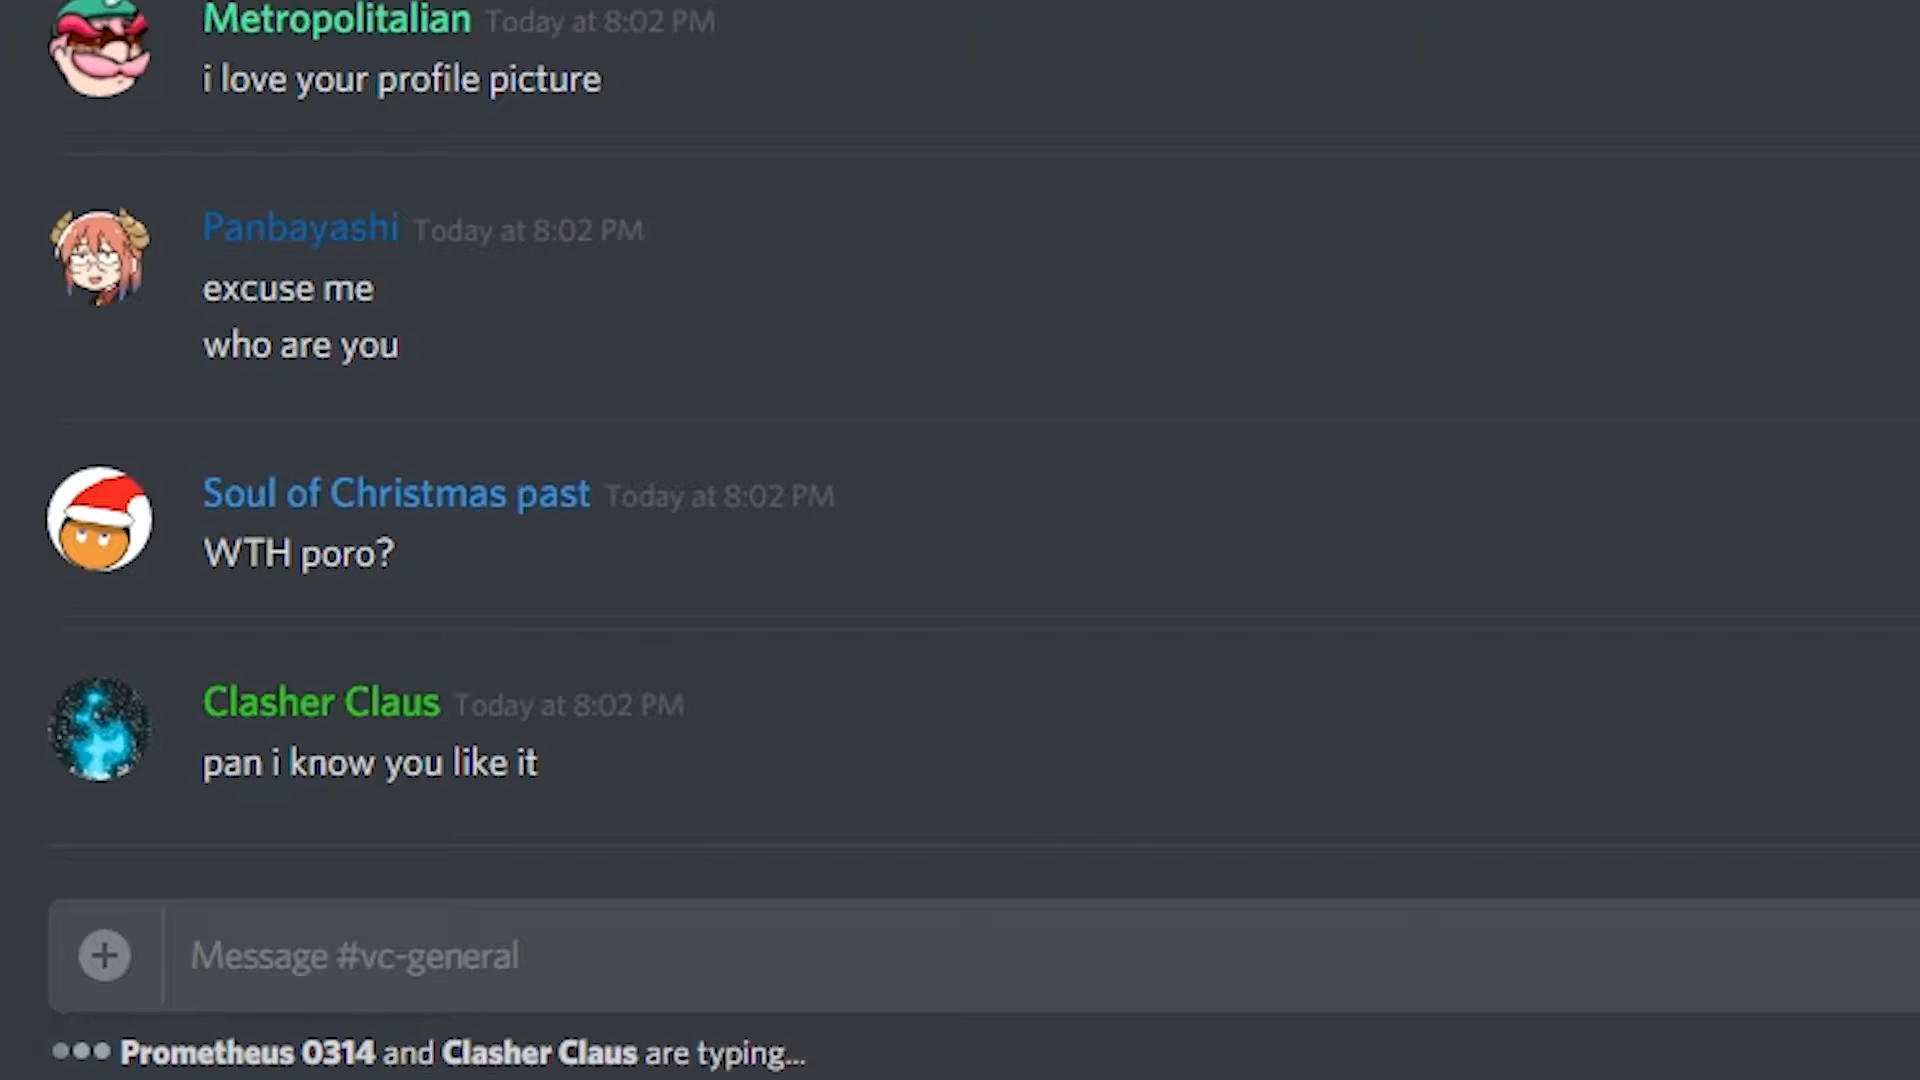 Metropolitalian Today at 8:02 PM
i love your profile picture
Panbayashi Today at 8:02 PM
excuse me
who are you
Soul of Christmas past Today at 8:02 PM
WTH poro?
Clasher Claus Today at 8:02 PM
pan i know you like it
Message #vc-general
Prometheus 0314 and Clasher Claus are typing...